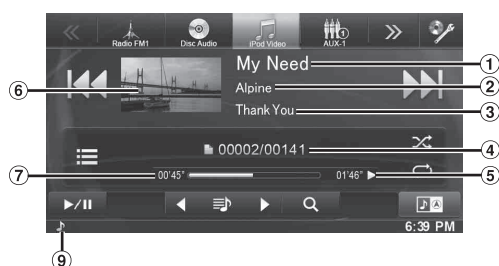 Radio FM1 Disc Audio iPod Video AUX-1
My Need ①
⑥ Alpine ②
Thank You ③
00002/00141 ④
⑦ 00'45" 01'46" ⑤
6:39 PM
⑨